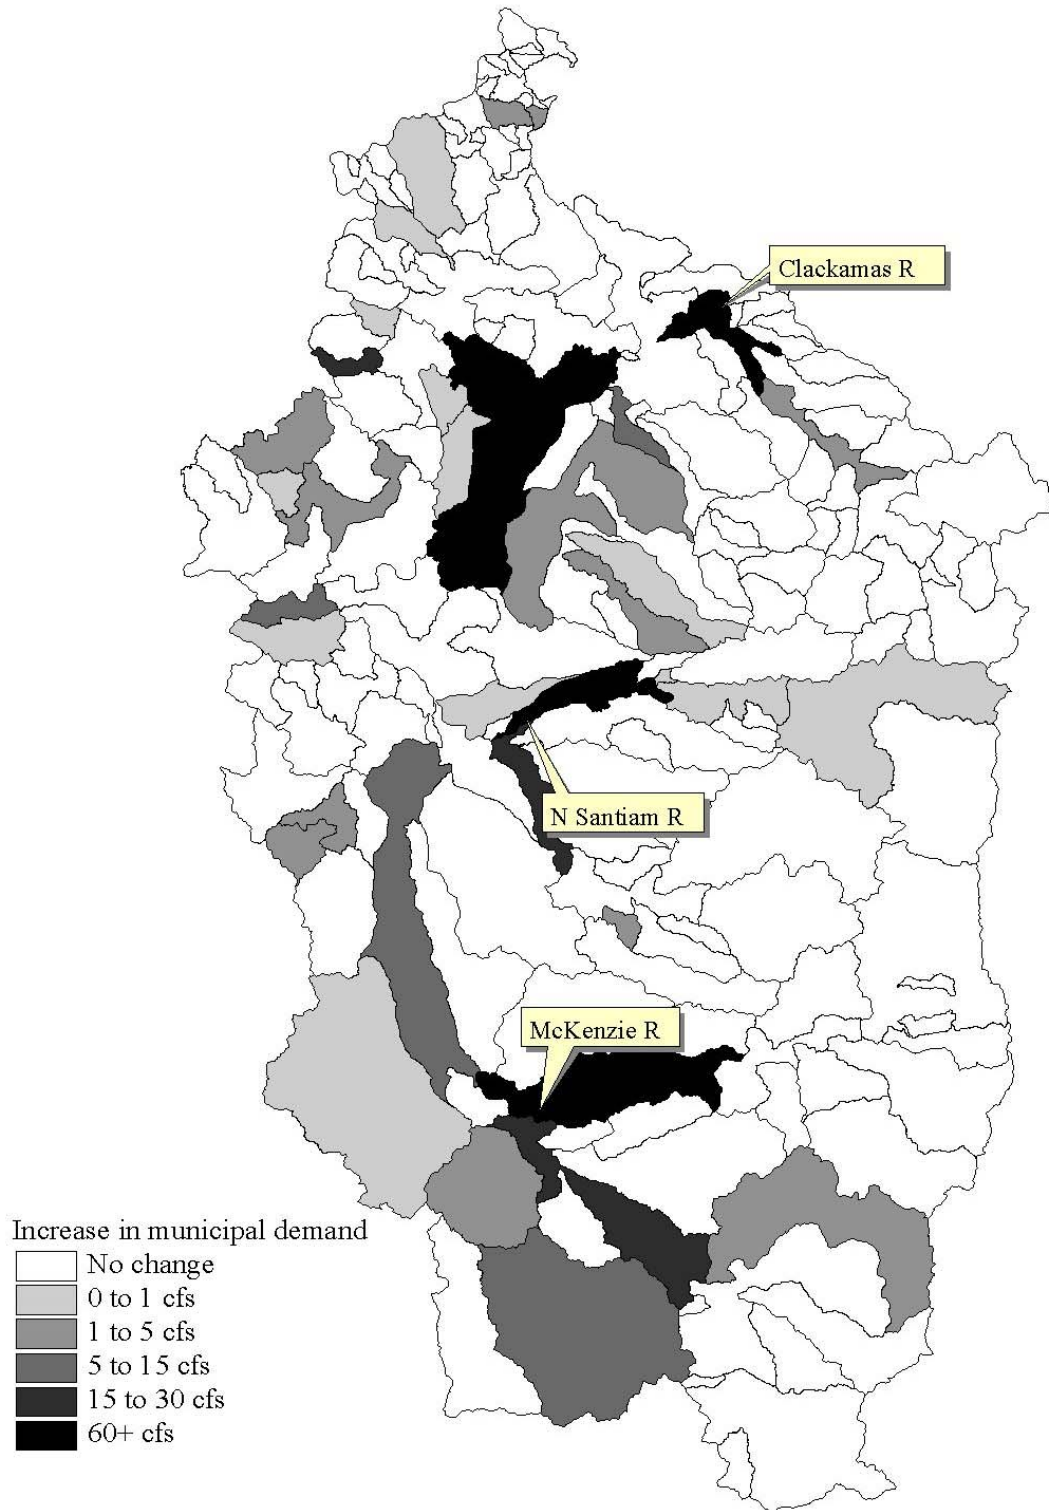 Clackamas R
N Santiam R
McKenzie R
Increase in municipal demand
No change
0 to 1 cfs
1 to 5 cfs
5 to 15 cfs
15 to 30 cfs
60+ cfs